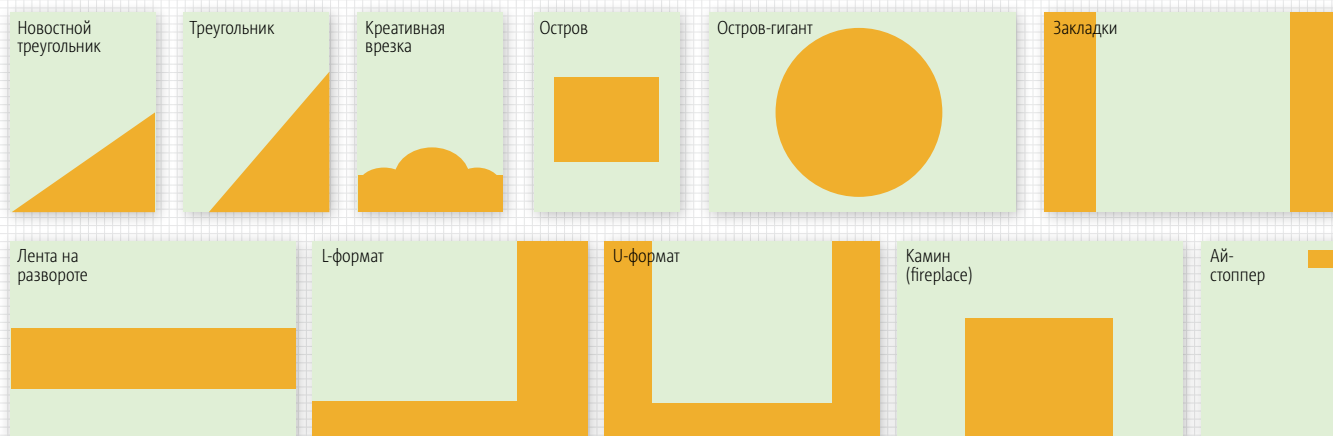 Новостной
треугольник
Треугольник
Креативная
врезка
Остров
Остров-гигант
Закладки
Лента на
развороте
L-формат
U-формат
Камин
(fireplace)
Ай-
стоппер